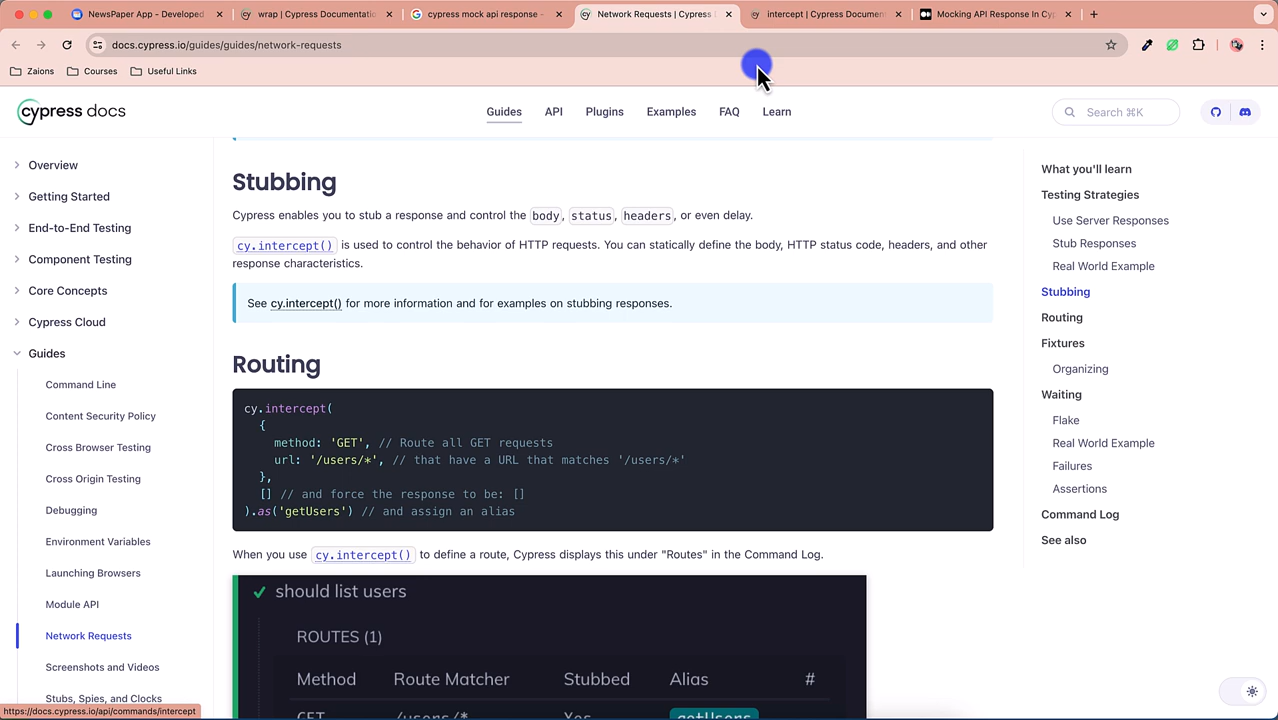 NewsPaper App - Developed
wrap | Cypress Documentatio
cypress mock api response -
Network Requests | Cypress D
intercept | Cypress Documen
Mocking API Response In Cyp
docs.cypress.io/guides/guides/network-requests
Zaions
Courses
Useful Links
cypress docs
Guides
API
Plugins
Examples
FAQ
Learn
Search ⌘K
Overview
Getting Started
End-to-End Testing
Component Testing
Core Concepts
Cypress Cloud
Guides
Command Line
Content Security Policy
Cross Browser Testing
Cross Origin Testing
Debugging
Environment Variables
Launching Browsers
Module API
Network Requests
Screenshots and Videos
Stubs, Spies, and Clocks
https://docs.cypress.io/api/commands/intercept
Stubbing
Cypress enables you to stub a response and control the body, status, headers, or even delay.
cy.intercept() is used to control the behavior of HTTP requests. You can statically define the body, HTTP status code, headers, and other
response characteristics.
See cy.intercept() for more information and for examples on stubbing responses.
Routing
cy.intercept(
{
method: 'GET', // Route all GET requests
url: '/users/*', // that have a URL that matches '/users/*'
},
[] // and force the response to be: []
).as('getUsers') // and assign an alias
When you use cy.intercept() to define a route, Cypress displays this under "Routes" in the Command Log.
should list users
ROUTES (1)
Method Route Matcher Stubbed Alias #
GET /users/* Yes getUsers
What you'll learn
Testing Strategies
Use Server Responses
Stub Responses
Real World Example
Stubbing
Routing
Fixtures
Organizing
Waiting
Flake
Real World Example
Failures
Assertions
Command Log
See also